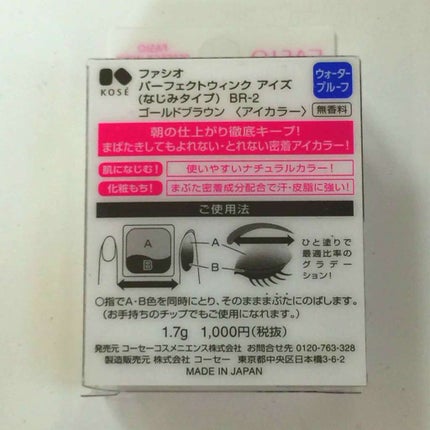 FASIO
KOSÉ
ファシオ
パーフェクトウィンク アイズ
(なじみタイプ) BR-2
ゴールドブラウン 〈アイカラー〉
ウォーター
プルーフ
無香料
朝の仕上がり徹底キープ!
まばたきしてもよれない・とれない密着アイカラー!
肌になじむ! 使いやすいナチュラルカラー!
化粧もち! まぶた密着成分配合で汗・皮脂に強い!
ご使用法
A
B
A
B
ひと塗りで
最適比率の
グラデー
ション!
〇指でA・B色を同時にとり、そのまままぶたにのばします。
(お手持ちのチップでもご使用になれます。)
1.7g 1,000円(税抜)
発売元 コーセーコスメニエンス株式会社 お問合せ先 0120-763-328
製造販売元 株式会社 コーセー 東京都中央区日本橋3-6-2
MADE IN JAPAN